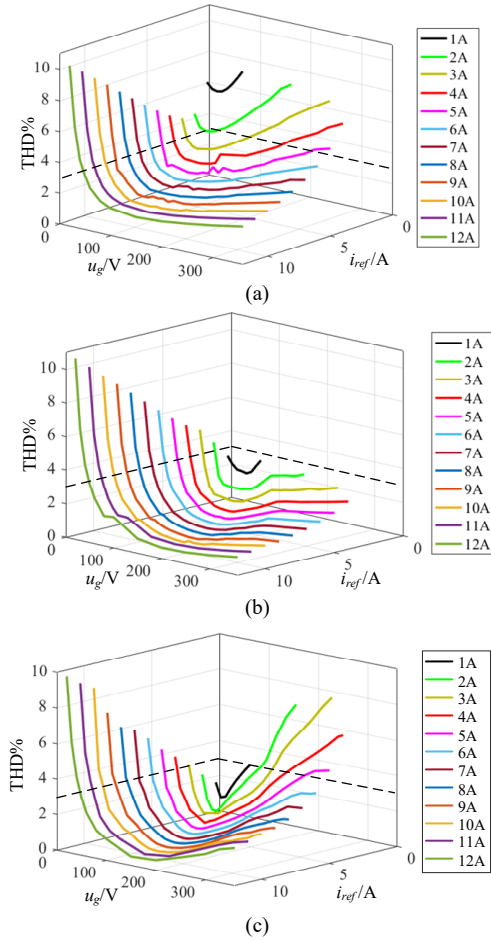 10
8
6
4
2
0
THD%
0
100
200
300
u_g/V
10
5
0
i_ref/A
1A
2A
3A
4A
5A
6A
7A
8A
9A
10A
11A
12A
(a)
10
8
6
4
2
0
THD%
0
100
200
300
u_g/V
10
5
0
i_ref/A
1A
2A
3A
4A
5A
6A
7A
8A
9A
10A
11A
12A
(b)
10
8
6
4
2
0
THD%
0
100
200
300
u_g/V
10
5
0
i_ref/A
1A
2A
3A
4A
5A
6A
7A
8A
9A
10A
11A
12A
(c)